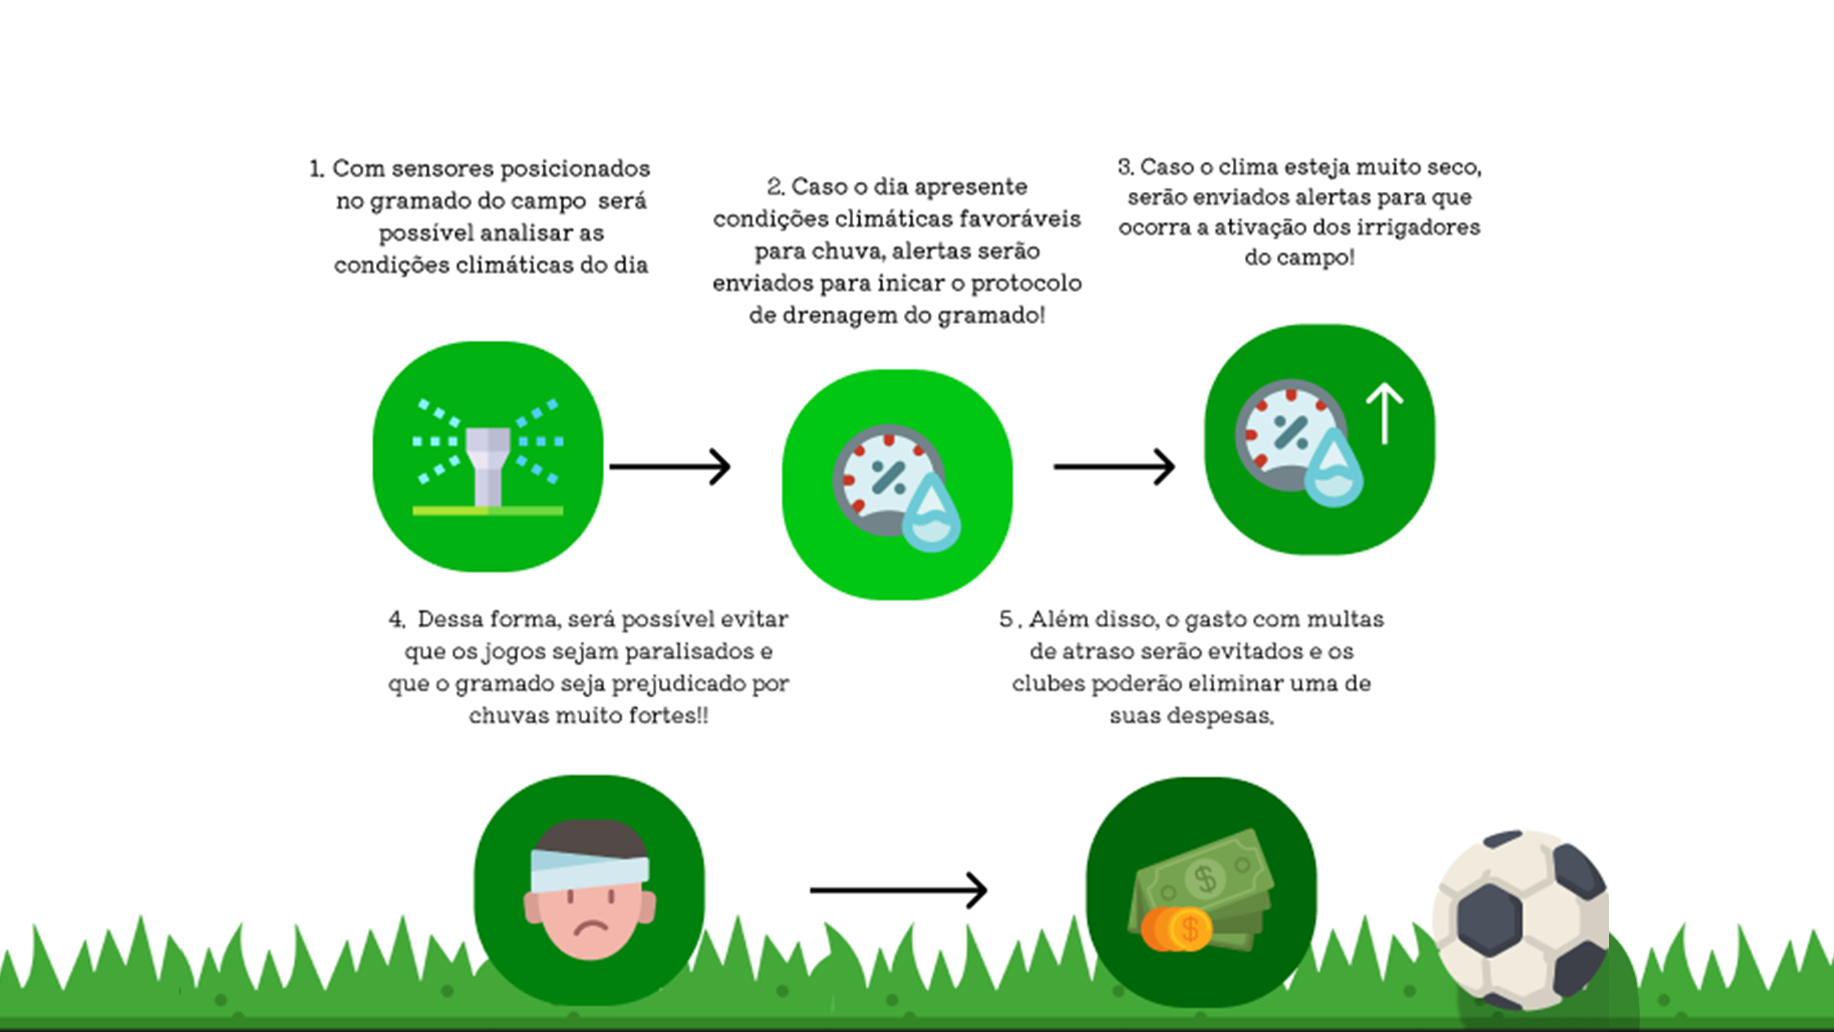 1. Com sensores posicionados
no gramado do campo será
possível analisar as
condições climáticas do dia
2. Caso o dia apresente
condições climáticas favoráveis
para chuva, alertas serão
enviados para inicar o protocolo
de drenagem do gramado!
3. Caso o clima esteja muito seco,
serão enviados alertas para que
ocorra a ativação dos irrigadores
do campo!
4. Dessa forma, será possível evitar
que os jogos sejam paralisados e
que o gramado seja prejudicado por
chuvas muito fortes!!
5. Além disso, o gasto com multas
de atraso serão evitados e os
clubes poderão eliminar uma de
suas despesas.